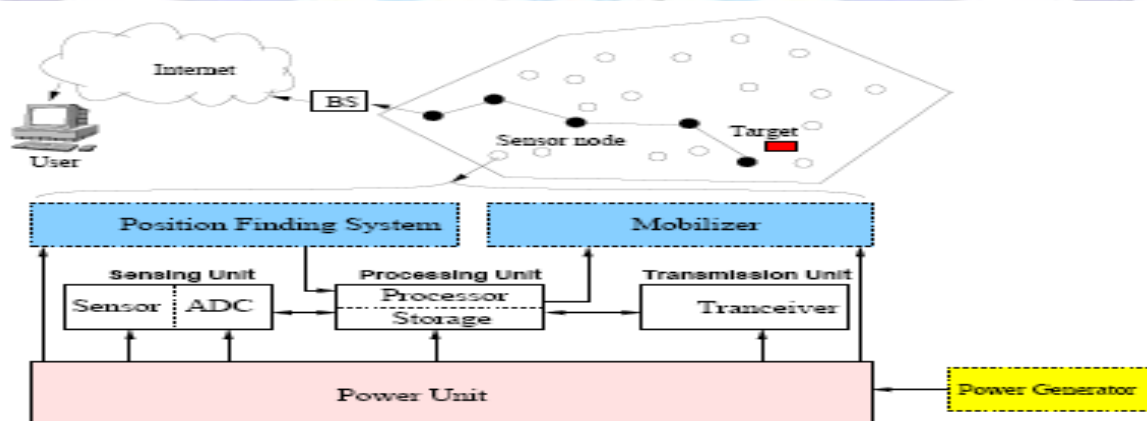 Internet
BS
Sensor node
Target
User
Position Finding System
Mobilizer
Sensing Unit
Processing Unit
Transmission Unit
Sensor
ADC
Processor
Storage
Tranceiver
Power Unit
Power Generator